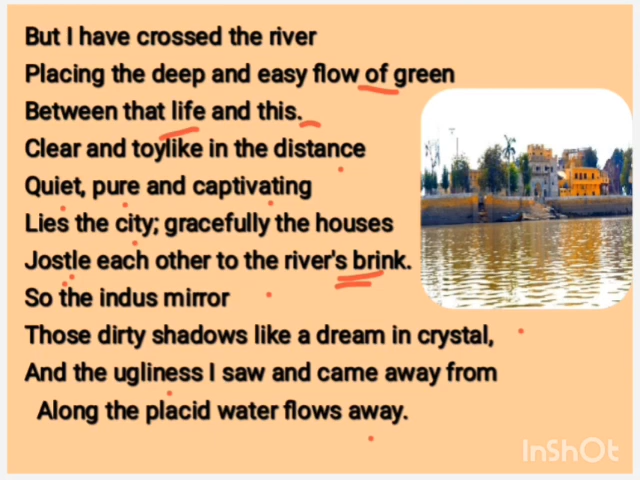 But I have crossed the river
Placing the deep and easy flow of green
Between that life and this.
Clear and toylike in the distance
Quiet, pure and captivating
Lies the city; gracefully the houses
Jostle each other to the river's brink.
So the indus mirror
Those dirty shadows like a dream in crystal,
And the ugliness I saw and came away from
Along the placid water flows away.
InShOt